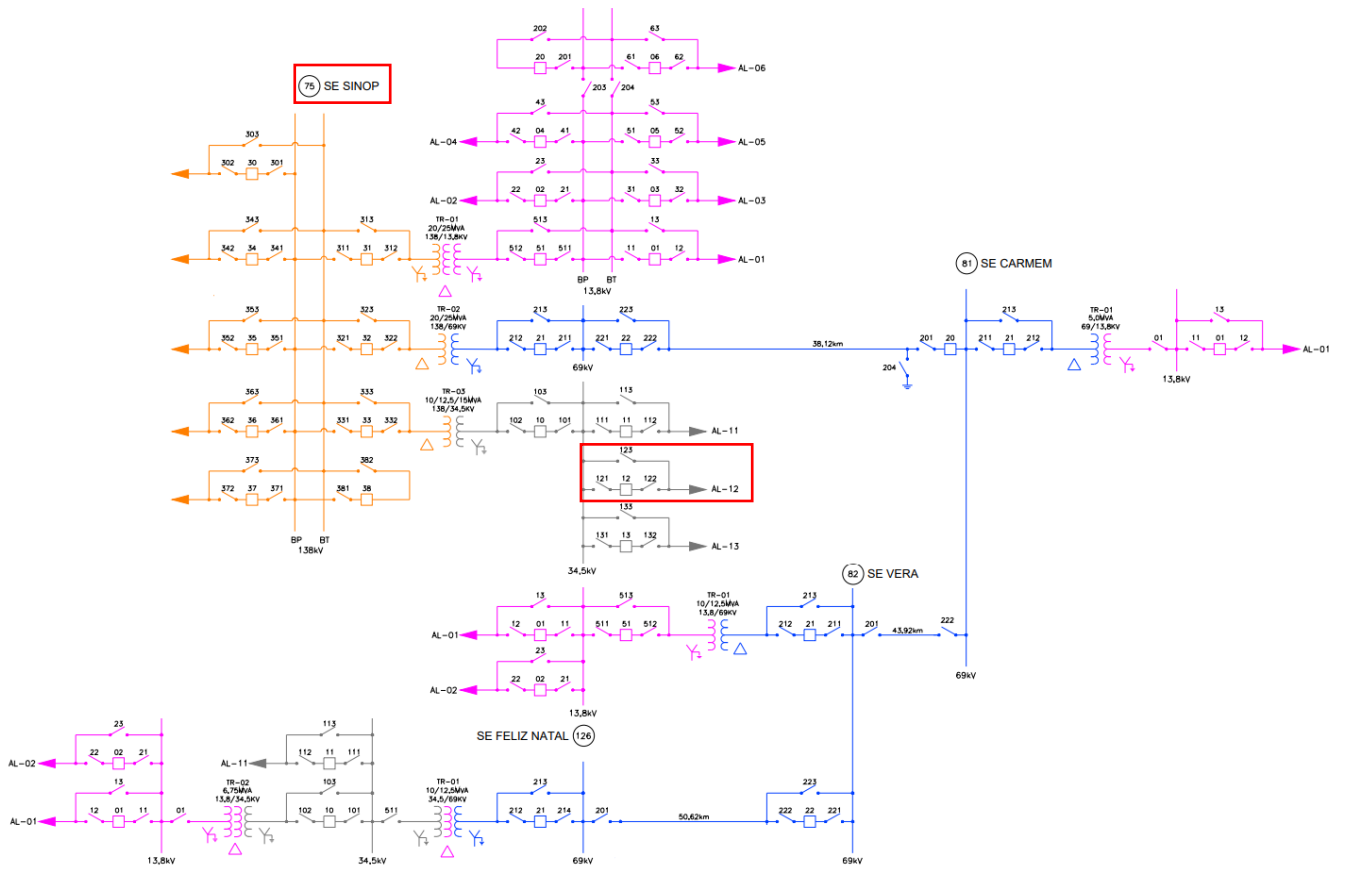 202
63
20
201
61
06
62
AL-06
203
204
75 SE SINOP
43
53
AL-04
42
04
41
51
05
52
AL-05
303
302
30
301
23
33
AL-02
22
02
21
31
03
32
AL-03
343
313
TR-01
20/25MVA
138/13,8KV
513
13
342
34
341
311
31
312
512
51
511
11
01
12
AL-01
BP
BT
13,8kV
81 SE CARMEM
353
323
TR-02
20/25MVA
138/69KV
213
223
213
TR-01
5,0MVA
69/13,8KV
13
352
35
351
321
32
322
212
21
211
221
22
222
38,12km
201
20
211
21
212
01
11
01
12
AL-01
69kV
204
13,8kV
363
333
TR-03
10/12,5/15MVA
138/34,5KV
103
113
362
36
361
331
33
332
102
10
101
111
11
112
AL-11
373
382
123
372
37
371
381
38
121
12
122
AL-12
133
131
13
132
AL-13
BP
BT
138kV
34,5kV
82 SE VERA
13
513
TR-01
10/12,5MVA
13,8/69KV
213
AL-01
12
01
11
511
51
512
212
21
211
201
43,92km
222
23
AL-02
22
02
21
69kV
13,8kV
SE FELIZ NATAL 126
23
113
AL-02
22
02
21
AL-11
112
11
111
13
TR-02
6,75MVA
13,8/34,5KV
103
TR-01
10/12,5MVA
34,5/69KV
213
223
AL-01
12
01
11
01
102
10
101
511
212
21
214
201
50,62km
222
22
221
13,8kV
34,5kV
69kV
69kV